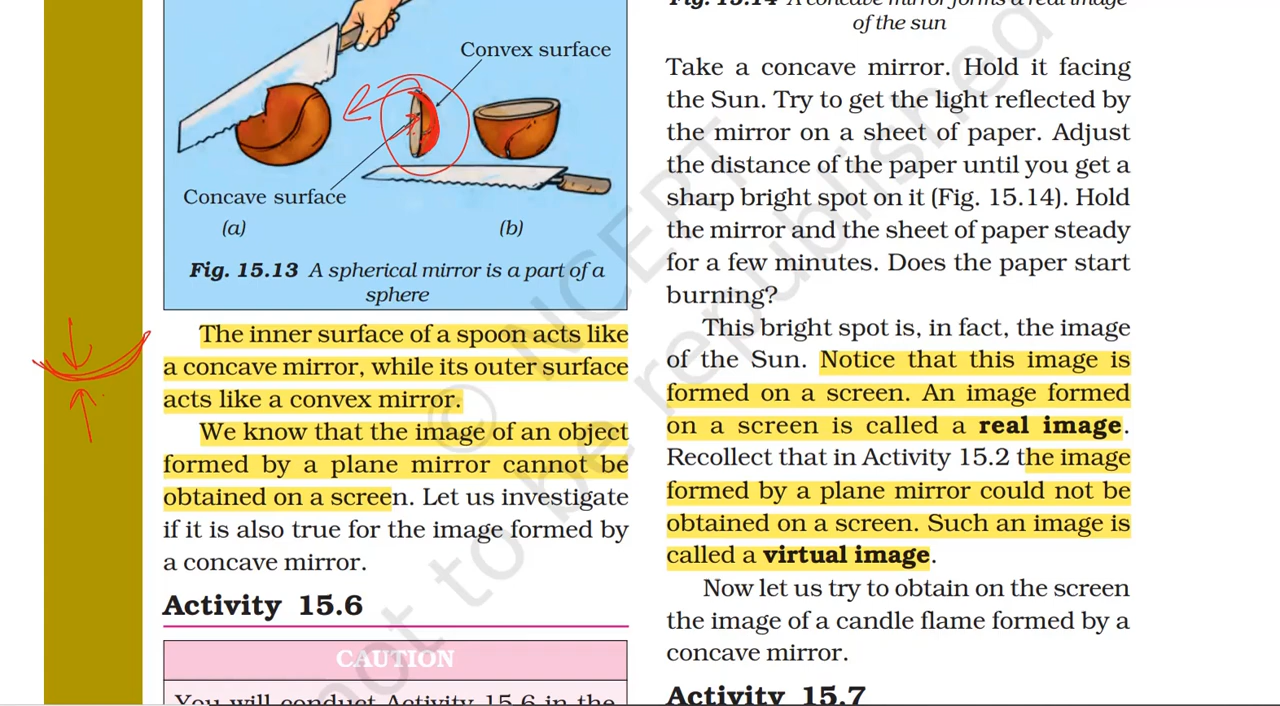 Convex surface
Concave surface
(a)
(b)
Fig. 15.13 A spherical mirror is a part of a
sphere
The inner surface of a spoon acts like
a concave mirror, while its outer surface
acts like a convex mirror.
We know that the image of an object
formed by a plane mirror cannot be
obtained on a screen. Let us investigate
if it is also true for the image formed by
a concave mirror.
Activity 15.6
CAUTION
You will conduct Activity 15.6 in the
Fig. 15.14 A concave mirror forms a real image
of the sun
Take a concave mirror. Hold it facing
the Sun. Try to get the light reflected by
the mirror on a sheet of paper. Adjust
the distance of the paper until you get a
sharp bright spot on it (Fig. 15.14). Hold
the mirror and the sheet of paper steady
for a few minutes. Does the paper start
burning?
This bright spot is, in fact, the image
of the Sun. Notice that this image is
formed on a screen. An image formed
on a screen is called a real image.
Recollect that in Activity 15.2 the image
formed by a plane mirror could not be
obtained on a screen. Such an image is
called a virtual image.
Now let us try to obtain on the screen
the image of a candle flame formed by a
concave mirror.
Activity 15.7
© NCERT
not to be republished